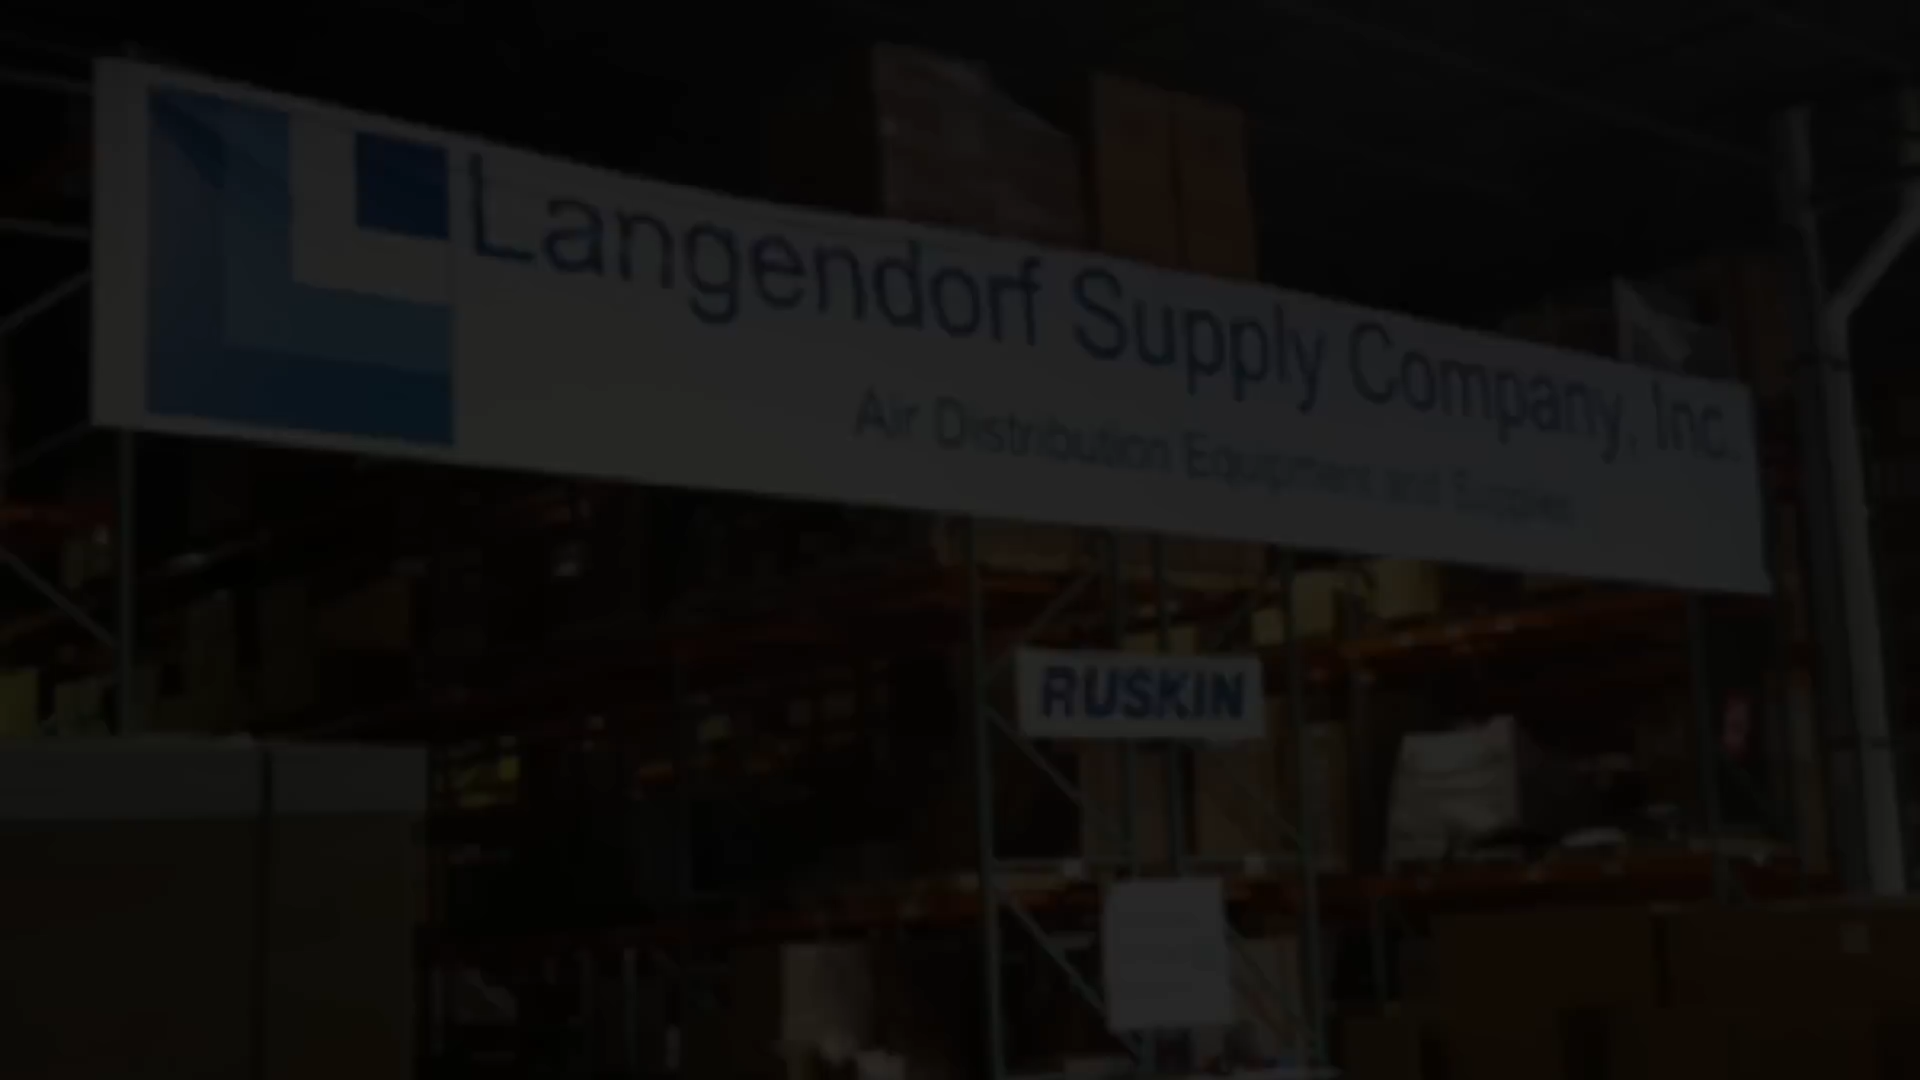 Langendorf Supply Company, Inc.
Air Distribution Equipment and Supplies
RUSKIN